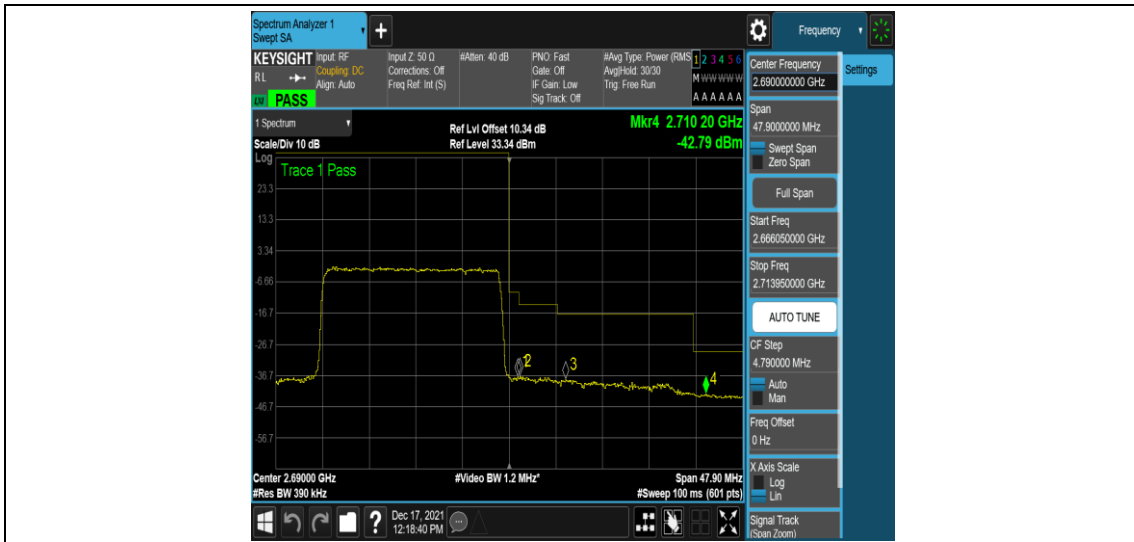 Spectrum Analyzer 1
Swept SA
+
Frequency
KEYSIGHT
RL
LXI
PASS
Input: RF
Coupling: DC
Align: Auto
Input Z: 50 Ω
Corrections: Off
Freq Ref: Int (S)
#Atten: 40 dB
PNO: Fast
Gate: Off
IF Gain: Low
Sig Track: Off
#Avg Type: Power (RMS
Avg|Hold: 30/30
Trig: Free Run
1 2 3 4 5 6
M W W W W W
A A A A A A
1 Spectrum
Scale/Div 10 dB
Ref Lvl Offset 10.34 dB
Ref Level 33.34 dBm
Mkr4 2.710 20 GHz
-42.79 dBm
Log
Trace 1 Pass
23.3
13.3
3.34
-6.66
-16.7
-26.7
-36.7
-46.7
-56.7
2
3
4
Center 2.69000 GHz
#Res BW 390 kHz
#Video BW 1.2 MHz*
Span 47.90 MHz
#Sweep 100 ms (601 pts)
?
Dec 17, 2021
12:18:40 PM
Center Frequency
2.690000000 GHz
Settings
Span
47.9000000 MHz
Swept Span
Zero Span
Full Span
Start Freq
2.666050000 GHz
Stop Freq
2.713950000 GHz
AUTO TUNE
CF Step
4.790000 MHz
Auto
Man
Freq Offset
0 Hz
X Axis Scale
Log
Lin
Signal Track
(Span Zoom)